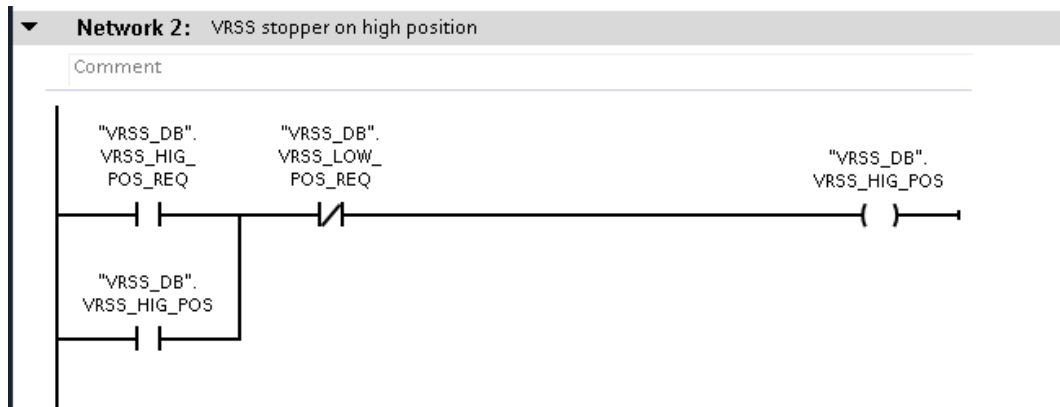 Network 2: VRSS stopper on high position
Comment
"VRSS_DB".
VRSS_HIG_
POS_REQ
"VRSS_DB".
VRSS_LOW_
POS_REQ
"VRSS_DB".
VRSS_HIG_POS
"VRSS_DB".
VRSS_HIG_POS